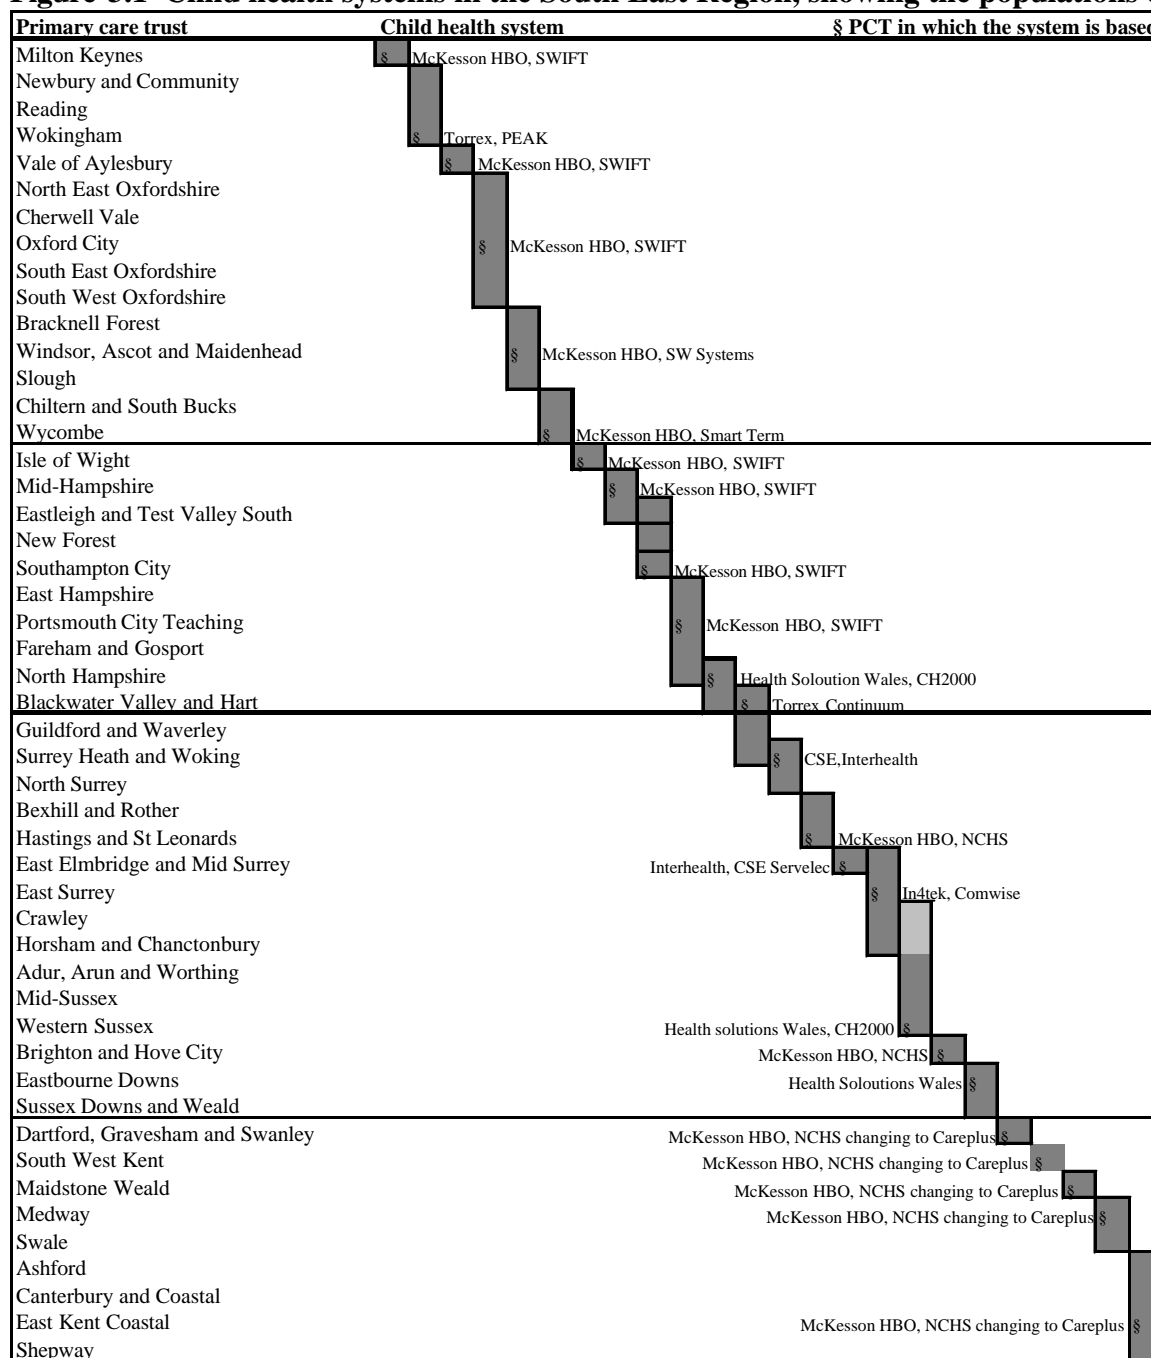 Figure 3.1 Child health systems in the South East Region, showing the populations
Primary care trust Child health system § PCT in which the system is based
Milton Keynes § McKesson HBO, SWIFT
Newbury and Community
Reading
Wokingham § Torrex, PEAK
Vale of Aylesbury § McKesson HBO, SWIFT
North East Oxfordshire
Cherwell Vale
Oxford City § McKesson HBO, SWIFT
South East Oxfordshire
South West Oxfordshire
Bracknell Forest
Windsor, Ascot and Maidenhead § McKesson HBO, SW Systems
Slough
Chiltern and South Bucks
Wycombe § McKesson HBO, Smart Term
Isle of Wight § McKesson HBO, SWIFT
Mid-Hampshire § McKesson HBO, SWIFT
Eastleigh and Test Valley South
New Forest
Southampton City § McKesson HBO, SWIFT
East Hampshire
Portsmouth City Teaching § McKesson HBO, SWIFT
Fareham and Gosport
North Hampshire § Health Soloution Wales, CH2000
Blackwater Valley and Hart § Torrex Continuum
Guildford and Waverley
Surrey Heath and Woking § CSE,Interhealth
North Surrey
Bexhill and Rother
Hastings and St Leonards § McKesson HBO, NCHS
East Elmbridge and Mid Surrey Interhealth, CSE Servelec §
East Surrey § In4tek, Comwise
Crawley
Horsham and Chanctonbury
Adur, Arun and Worthing
Mid-Sussex
Western Sussex Health solutions Wales, CH2000 §
Brighton and Hove City McKesson HBO, NCHS §
Eastbourne Downs Health Soloutions Wales §
Sussex Downs and Weald
Dartford, Gravesham and Swanley McKesson HBO, NCHS changing to Careplus §
South West Kent McKesson HBO, NCHS changing to Careplus §
Maidstone Weald McKesson HBO, NCHS changing to Careplus §
Medway McKesson HBO, NCHS changing to Careplus §
Swale
Ashford
Canterbury and Coastal
East Kent Coastal McKesson HBO, NCHS changing to Careplus §
Shepway